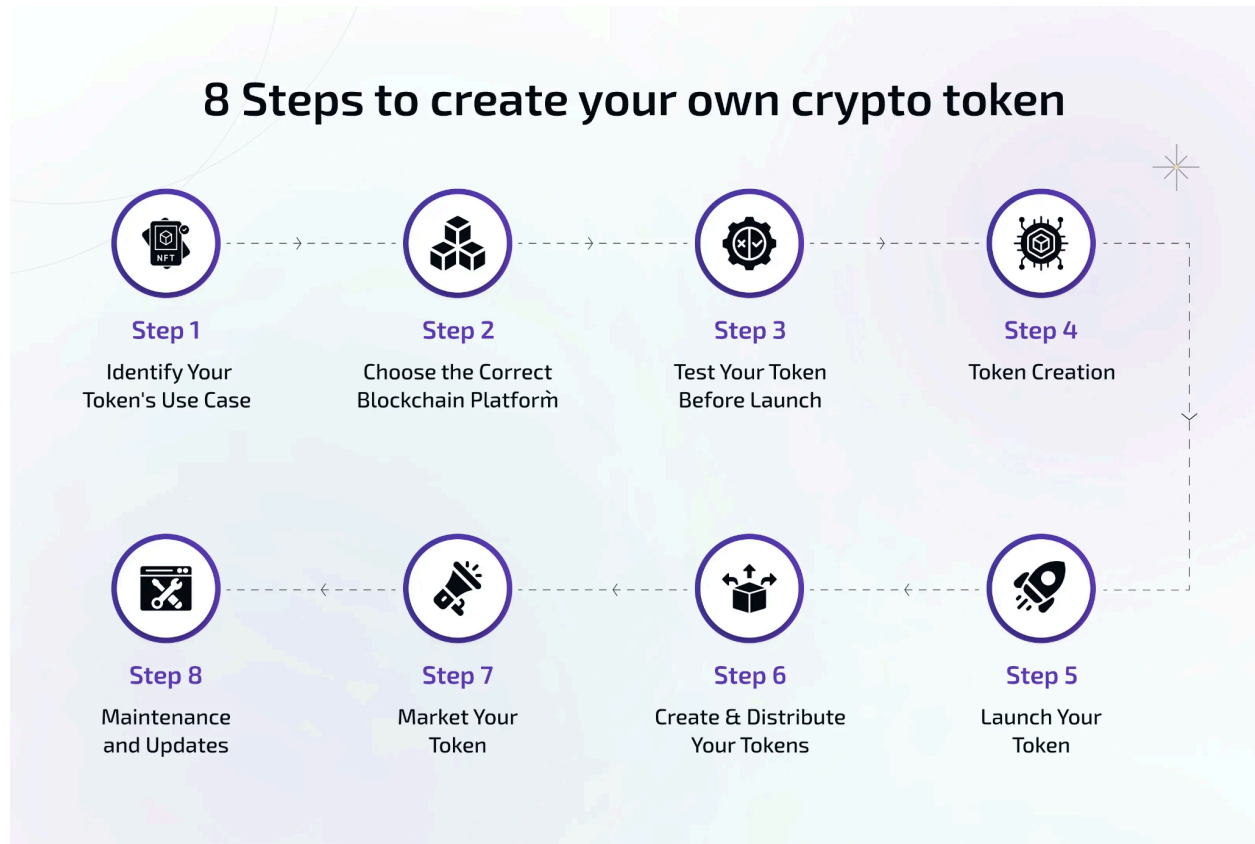 8 Steps to create your own crypto token
NFT
Step 1
Identify Your
Token's Use Case
Step 2
Choose the Correct
Blockchain Platform̀
Step 3
Test Your Token
Before Launch
Step 4
Token Creation
Step 5
Launch Your
Token
Step 6
Create & Distribute
Your Tokens
Step 7
Market Your
Token
Step 8
Maintenance
and Updates